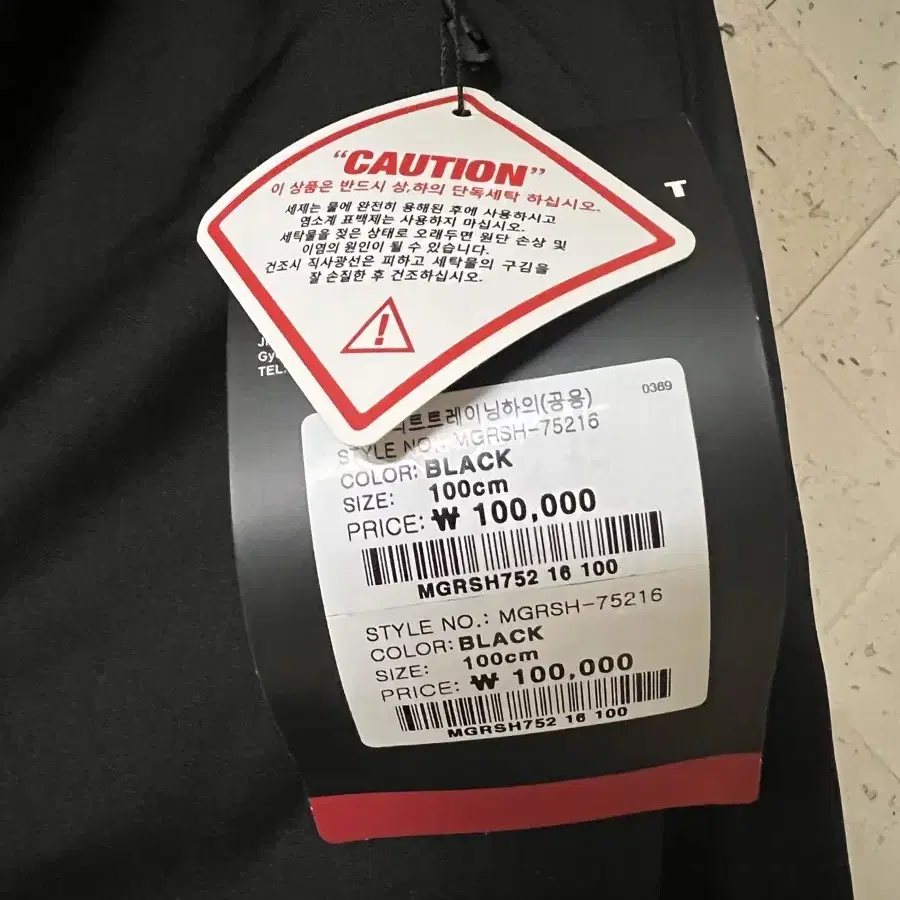 “CAUTION”
이 상품은 반드시 상,하의 단독세탁 하십시오.
세제는 물에 완전히 용해된 후에 사용하시고
염소계 표백제는 사용하지 마십시오.
세탁물을 젖은 상태로 오래두면 원단 손상 및
이염의 원인이 될 수 있습니다.
건조시 직사광선은 피하고 세탁물의 구김을
잘 손질한 후 건조하십시오.
!
T
Gy
TEL.
0369
트트레이닝하의(공용)
STYLE NO.: MGRSH-75216
COLOR: BLACK
SIZE: 100cm
PRICE: ₩ 100,000
MGRSH752 16 100
STYLE NO.: MGRSH-75216
COLOR: BLACK
SIZE: 100cm
PRICE: ₩ 100,000
MGRSH752 16 100